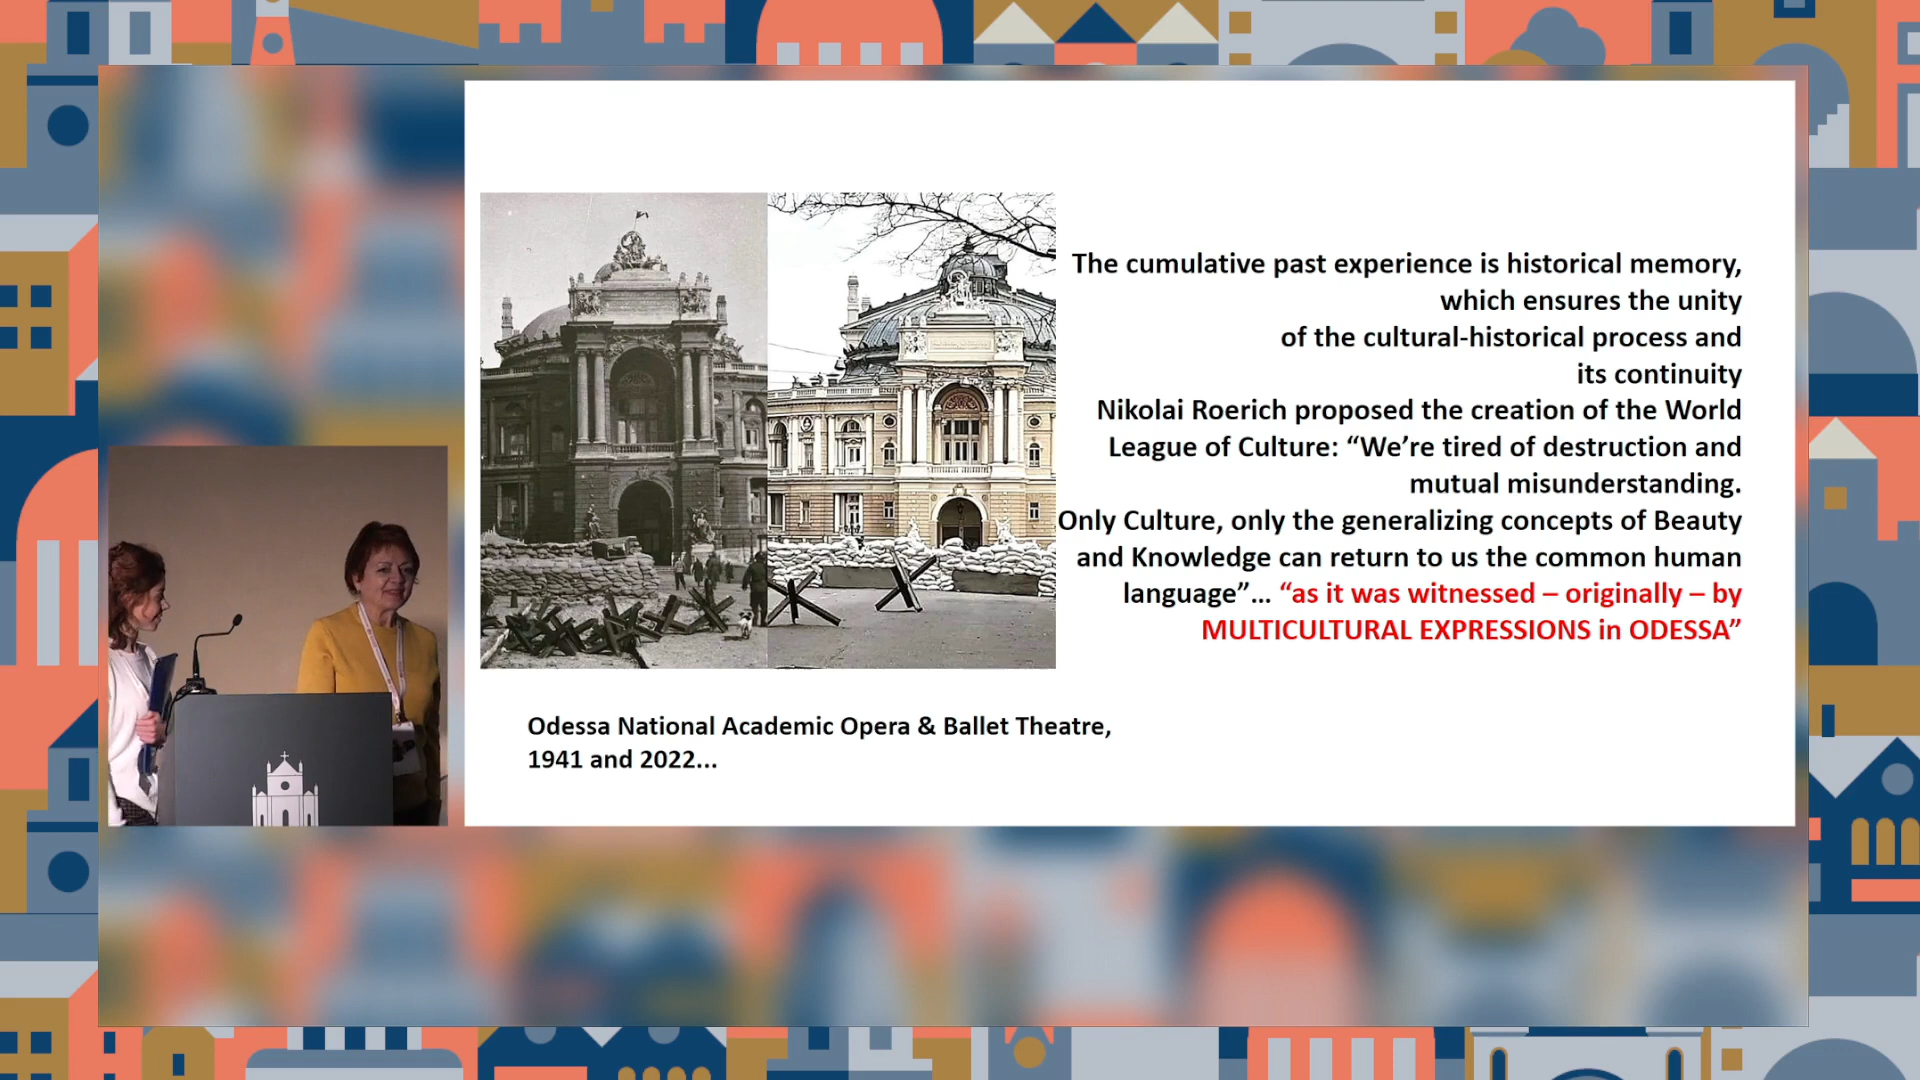 The cumulative past experience is historical memory,
which ensures the unity
of the cultural-historical process and
its continuity
Nikolai Roerich proposed the creation of the World
League of Culture: “We’re tired of destruction and
mutual misunderstanding.
Only Culture, only the generalizing concepts of Beauty
and Knowledge can return to us the common human
language”... “as it was witnessed – originally – by
MULTICULTURAL EXPRESSIONS in ODESSA”
Odessa National Academic Opera & Ballet Theatre,
1941 and 2022...